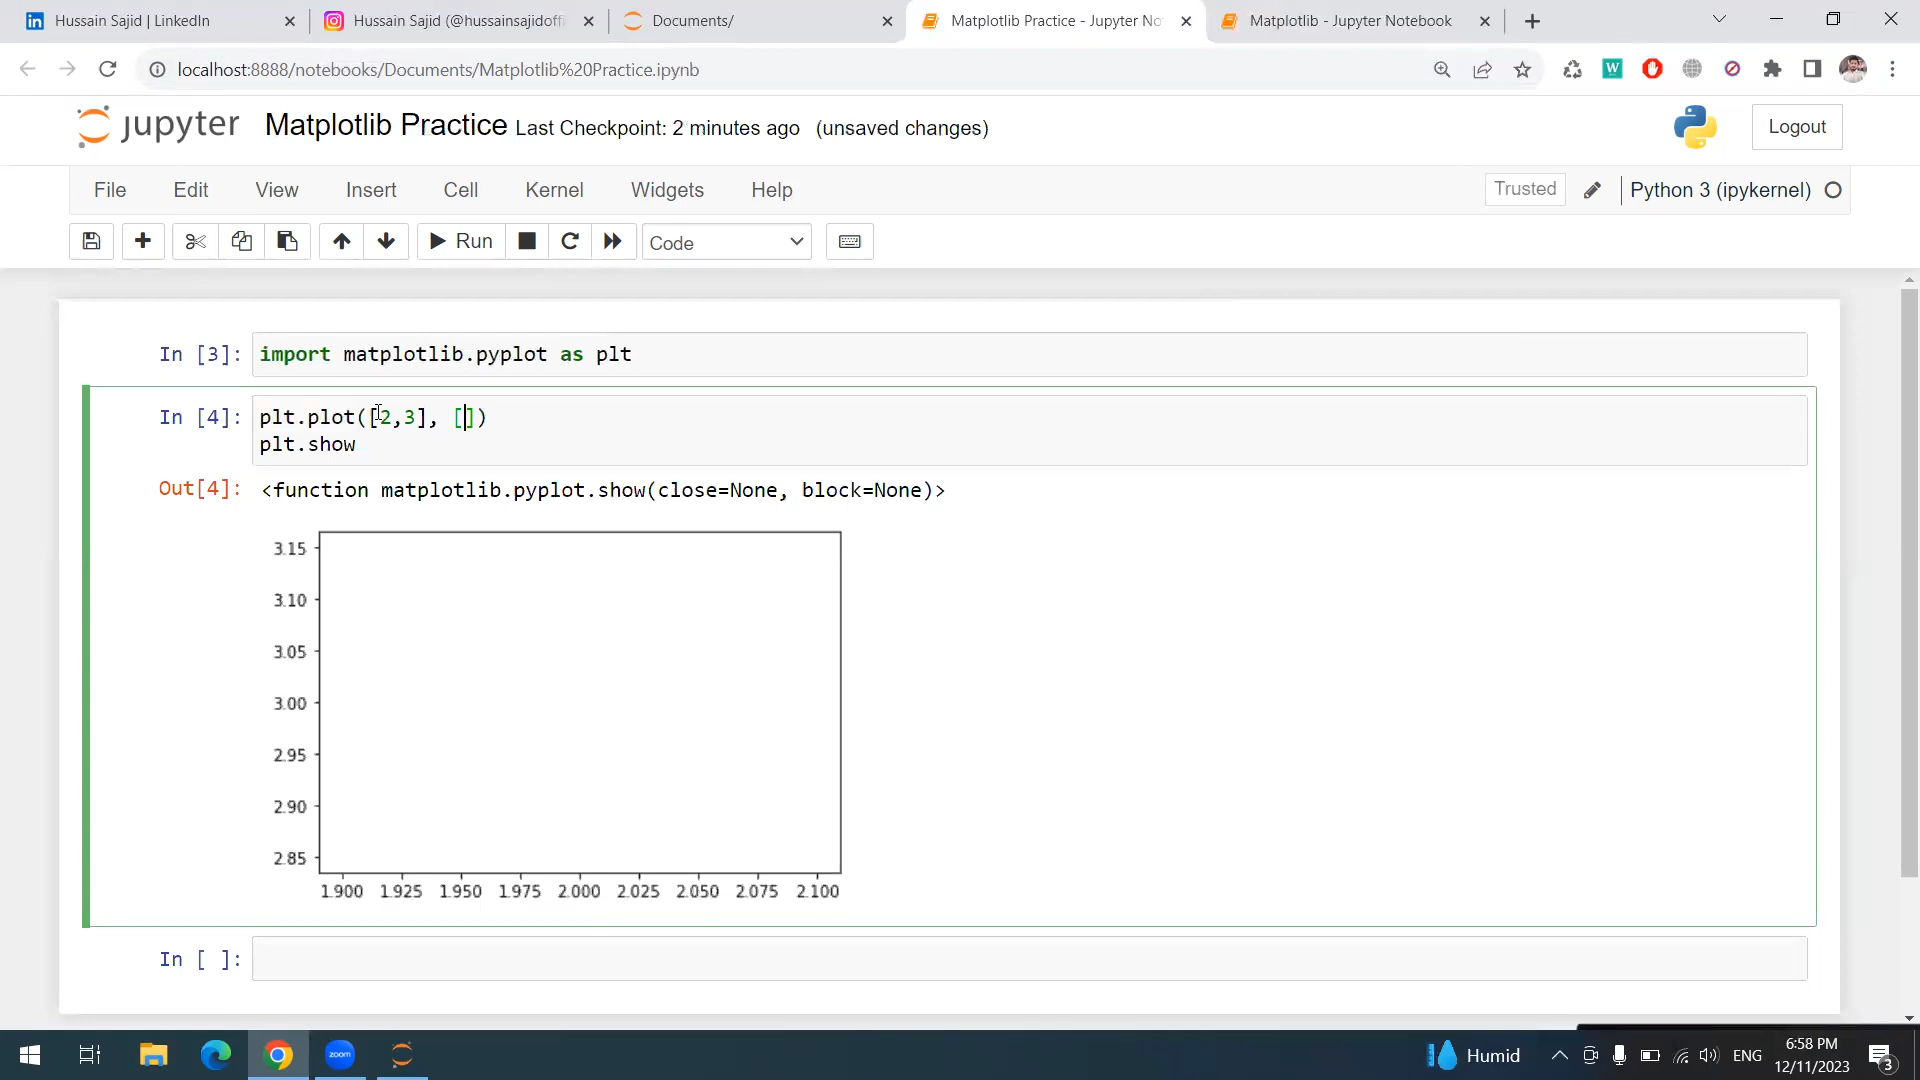 Hussain Sajid | LinkedIn
Hussain Sajid (@hussainsajidoffi
Documents/
Matplotlib Practice - Jupyter No
Matplotlib - Jupyter Notebook
localhost:8888/notebooks/Documents/Matplotlib%20Practice.ipynb
jupyter Matplotlib Practice Last Checkpoint: 2 minutes ago (unsaved changes)
Logout
File Edit View Insert Cell Kernel Widgets Help
Trusted
Python 3 (ipykernel)
Run
Code
In [3]: import matplotlib.pyplot as plt
In [4]: plt.plot([2,3], [])
plt.show
Out[4]: <function matplotlib.pyplot.show(close=None, block=None)>
3.15
3.10
3.05
3.00
2.95
2.90
2.85
1.900 1.925 1.950 1.975 2.000 2.025 2.050 2.075 2.100
In [ ]:
zoom
Humid
ENG
6:58 PM
12/11/2023
3